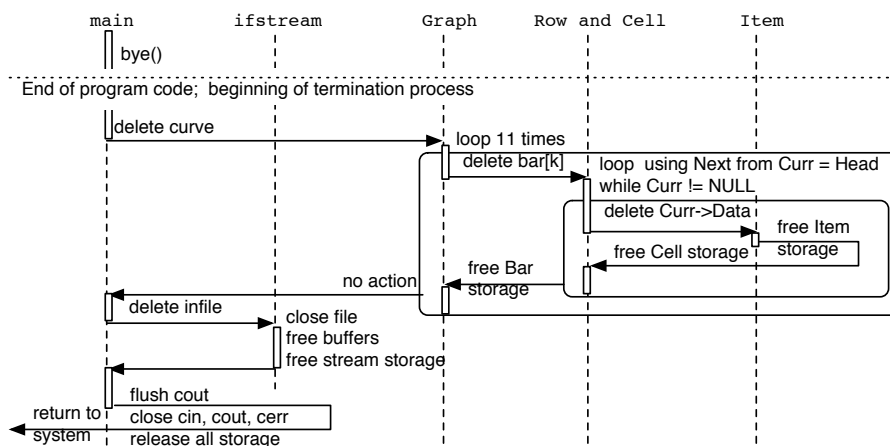 main ifstream Graph Row and Cell Item
bye()
End of program code; beginning of termination process
delete curve
loop 11 times
delete bar[k]
loop using Next from Curr = Head
while Curr != NULL
delete Curr->Data
free Item
storage
free Cell storage
free Bar
storage
no action
delete infile
close file
free buffers
free stream storage
flush cout
close cin, cout, cerr
release all storage
return to
system